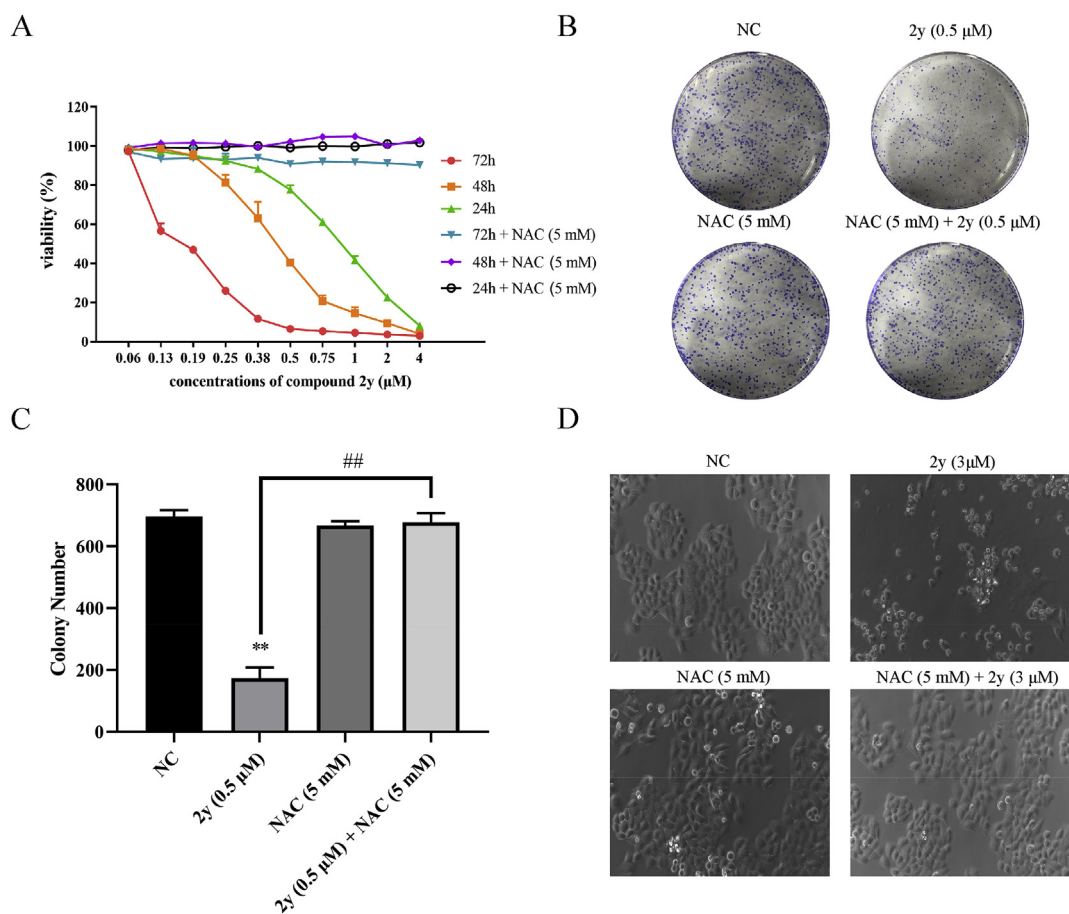 A
120
100
80
60
40
20
0
viability (%)
0.06 0.13 0.19 0.25 0.38 0.5 0.75 1 2 4
concentrations of compound 2y (μM)
72h
48h
24h
72h + NAC (5 mM)
48h + NAC (5 mM)
24h + NAC (5 mM)
B
NC
2y (0.5 μM)
NAC (5 mM)
NAC (5 mM) + 2y (0.5 μM)
C
##
800
600
400
200
0
Colony Number
**
NC
2y (0.5 μM)
NAC (5 mM)
2y (0.5 μM) + NAC (5 mM)
D
NC
2y (3μM)
NAC (5 mM)
NAC (5 mM) + 2y (3 μM)